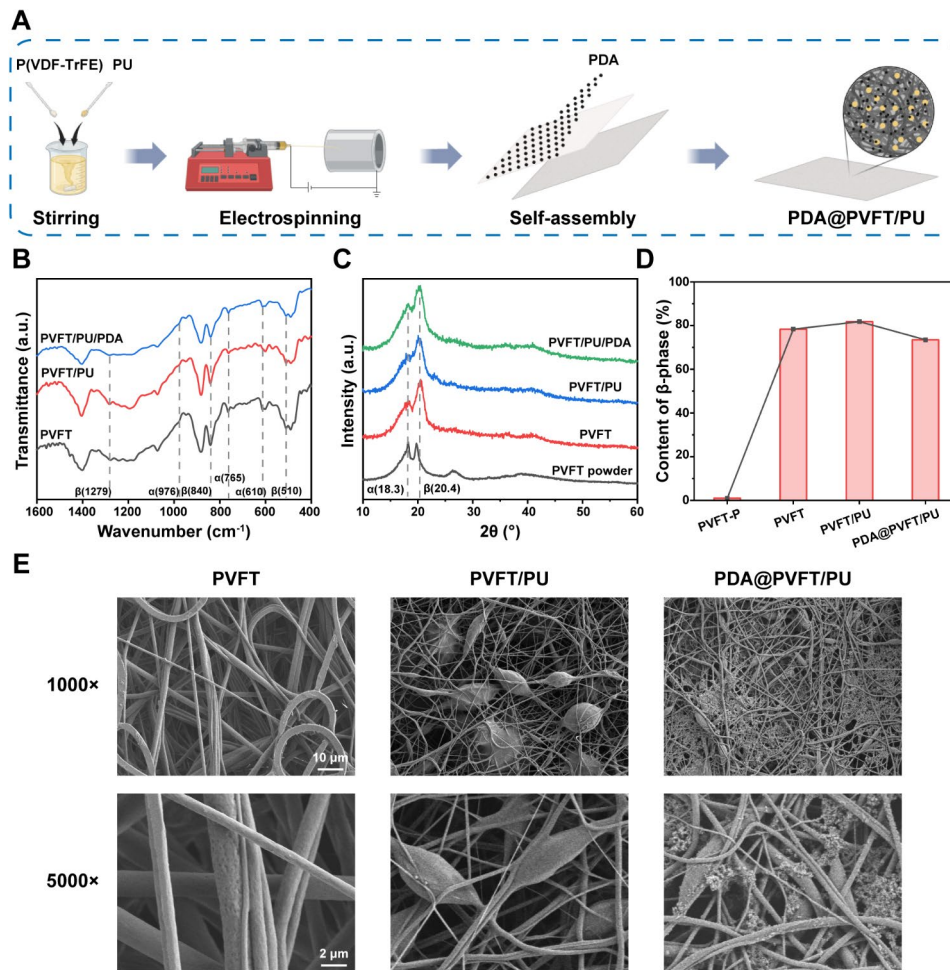 A
P(VDF-TrFE) PU
PDA
Stirring
Electrospinning
Self-assembly
PDA@PVFT/PU
B
Transmittance (a.u.)
PVFT/PU/PDA
PVFT/PU
PVFT
β(1279)
α(976)
β(840)
α(765)
α(610)
β(510)
1600 1400 1200 1000 800 600 400
Wavenumber (cm⁻¹)
C
Intensity (a.u.)
PVFT/PU/PDA
PVFT/PU
PVFT
PVFT powder
α(18.3)
β(20.4)
10 20 30 40 50 60
2θ (°)
D
Content of β-phase (%)
100
80
60
40
20
0
PVFT-P
PVFT
PVFT/PU
PDA@PVFT/PU
E
PVFT PVFT/PU PDA@PVFT/PU
1000×
10 μm
5000×
2 μm